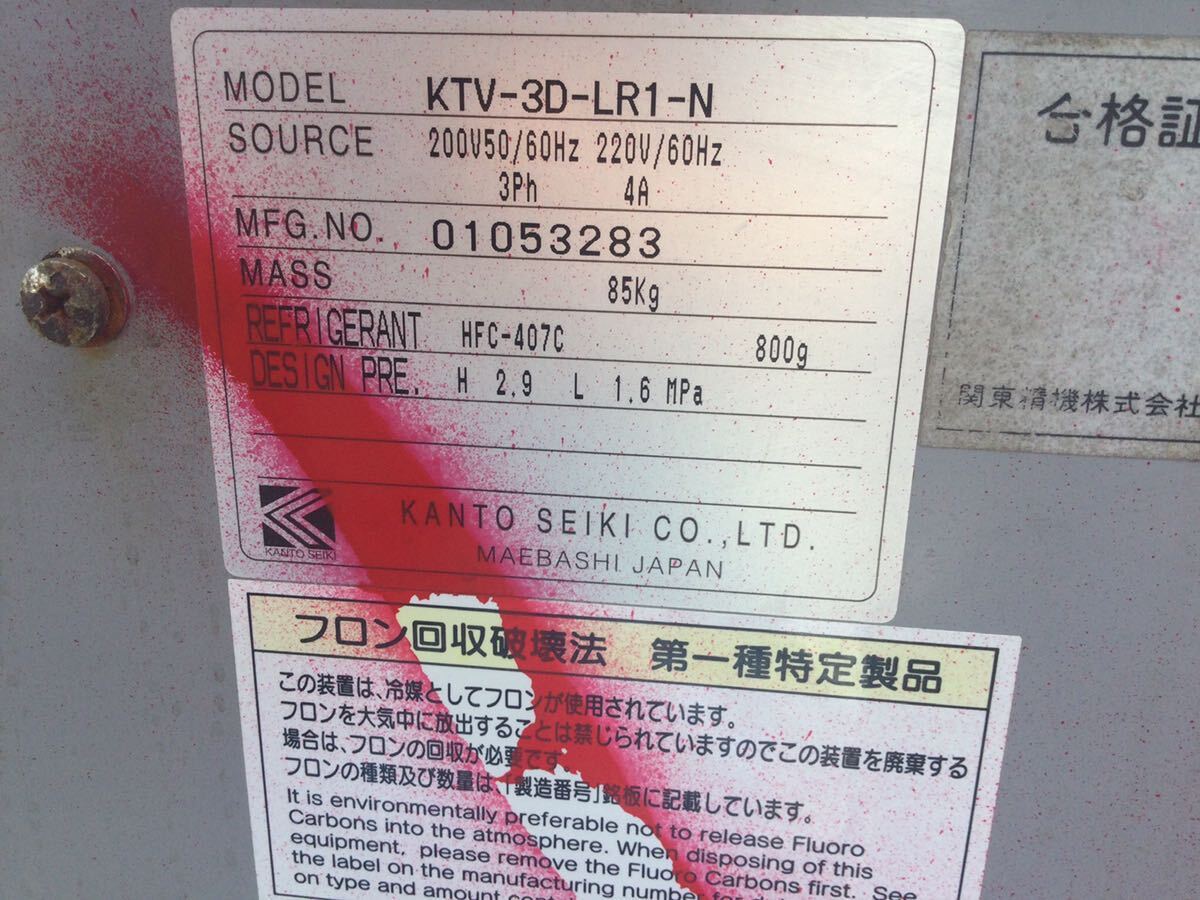 MODEL KTV-3D-LR1-N
SOURCE 200V50/60Hz 220V/60Hz
3Ph 4A
MFG.NO. 01053283
MASS 85Kg
REFRIGERANT HFC-407C 800g
DESIGN PRE. H 2.9 L 1.6 MPa
KANTO SEIKI
KANTO SEIKI CO.,LTD.
MAEBASHI JAPAN
合格証
関東精機株式会社
フロン回収破壊法 第一種特定製品
この装置は、冷媒としてフロンが使用されています。
フロンを大気中に放出することは禁じられていますのでこの装置を廃棄する
場合は、フロンの回収が必要です。
フロンの種類及び数量は、「製造番号」銘板に記載しています。
It is environmentally preferable not to release Fluoro
Carbons into the atmosphere. When disposing of this
equipment, please remove the Fluoro Carbons first. See
the label on the manufacturing number for
on type and amount